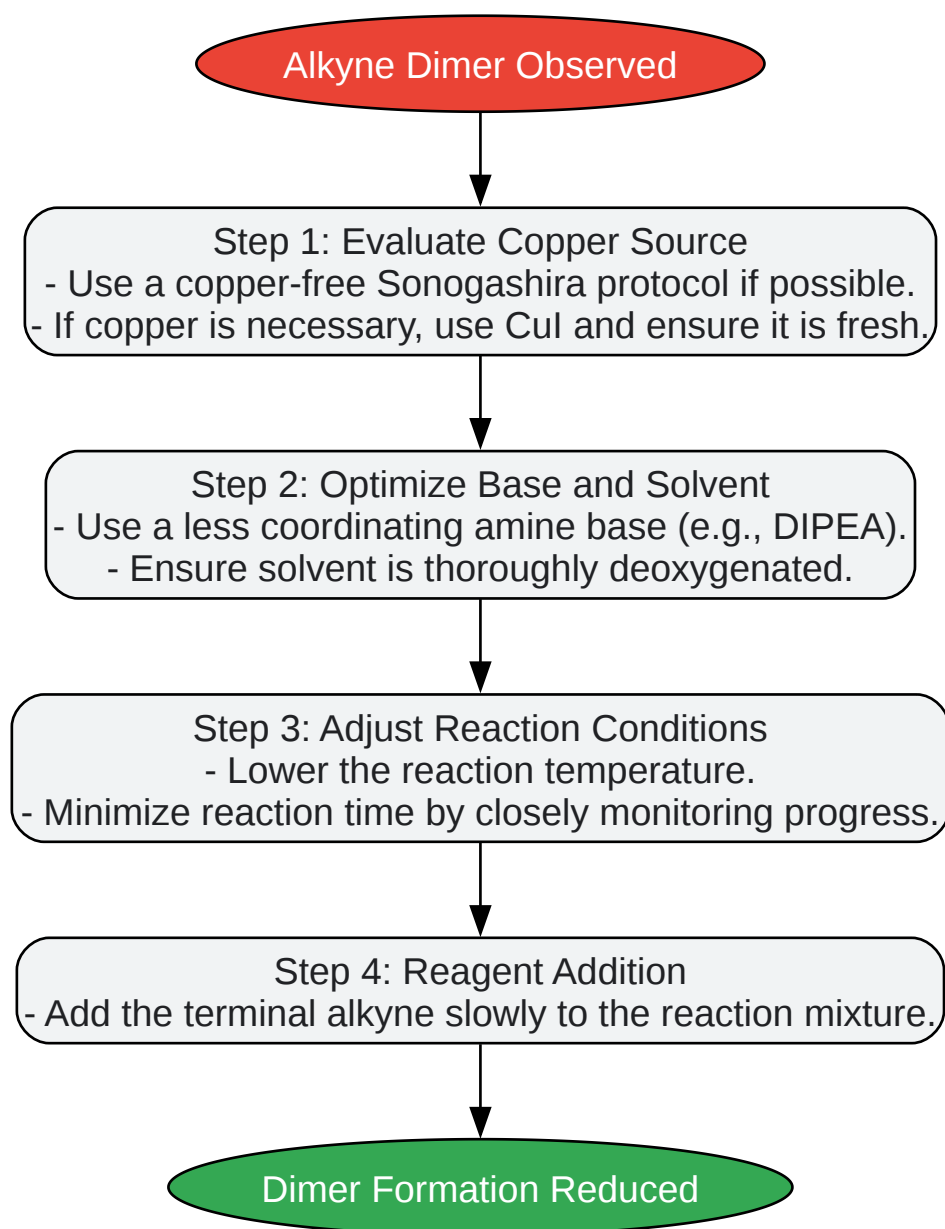 Alkyne Dimer Observed
Step 1: Evaluate Copper Source
- Use a copper-free Sonogashira protocol if possible.
- If copper is necessary, use CuI and ensure it is fresh.
Step 2: Optimize Base and Solvent
- Use a less coordinating amine base (e.g., DIPEA).
- Ensure solvent is thoroughly deoxygenated.
Step 3: Adjust Reaction Conditions
- Lower the reaction temperature.
- Minimize reaction time by closely monitoring progress.
Step 4: Reagent Addition
- Add the terminal alkyne slowly to the reaction mixture.
Dimer Formation Reduced